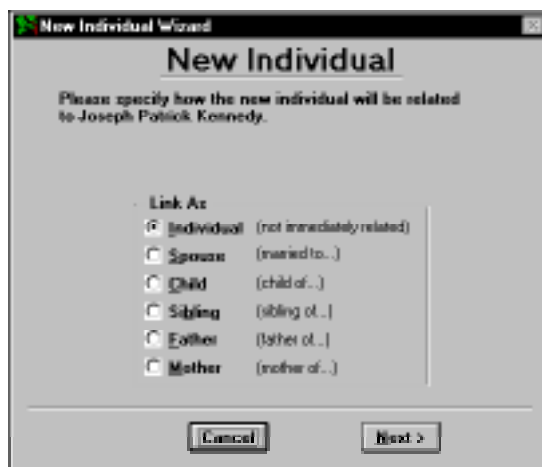 New Individual Wizard
New Individual
Please specify how the new individual will be related
to Joseph Patrick Kennedy.
Link As
Individual (not immediately related)
Spouse (married to...)
Child (child of...)
Sibling (sibling of...)
Father (father of...)
Mother (mother of...)
Cancel Next >